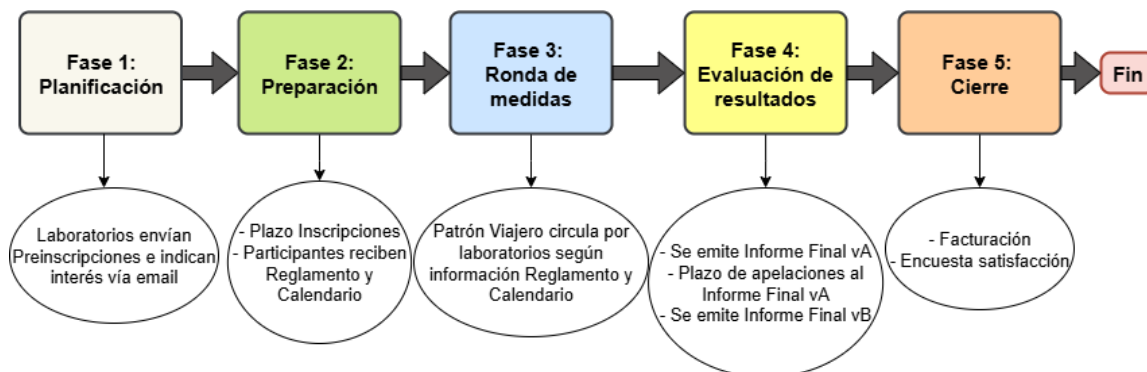 Fase 1:
Planificación
Fase 2:
Preparación
Fase 3:
Ronda de
medidas
Fase 4:
Evaluación de
resultados
Fase 5:
Cierre
Fin
Laboratorios envían
Preinscripciones e indican
interés vía email
- Plazo Inscripciones
- Participantes reciben
Reglamento y
Calendario
Patrón Viajero circula por
laboratorios según
información Reglamento y
Calendario
- Se emite Informe Final vA
- Plazo de apelaciones al
Informe Final vA
- Se emite Informe Final vB
- Facturación
- Encuesta satisfacción